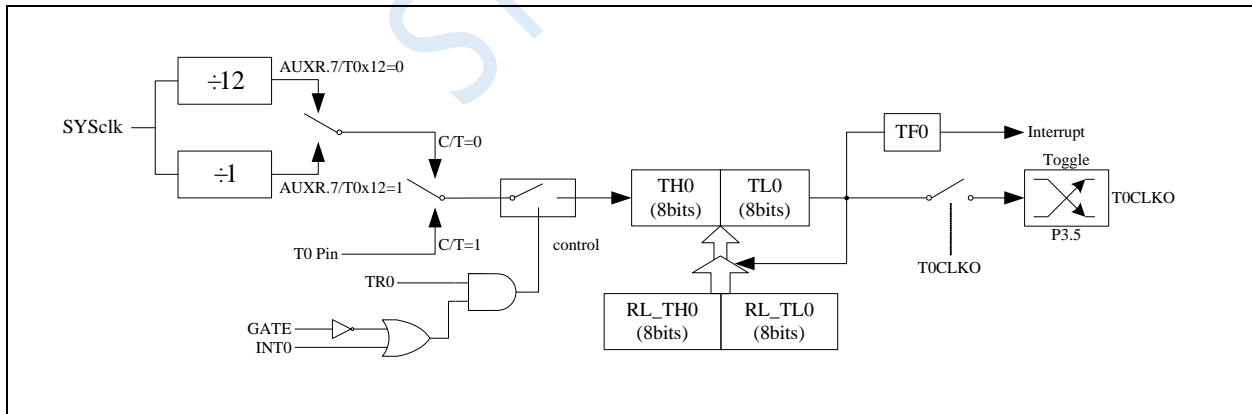 ÷12
AUXR.7/T0x12=0
SYSclk
÷1
AUXR.7/T0x12=1
C/T=0
C/T=1
T0 Pin
control
TR0
GATE
INT0
TH0
(8bits)
TL0
(8bits)
RL_TH0
(8bits)
RL_TL0
(8bits)
TF0
Interrupt
Toggle
T0CLKO
P3.5
T0CLKO